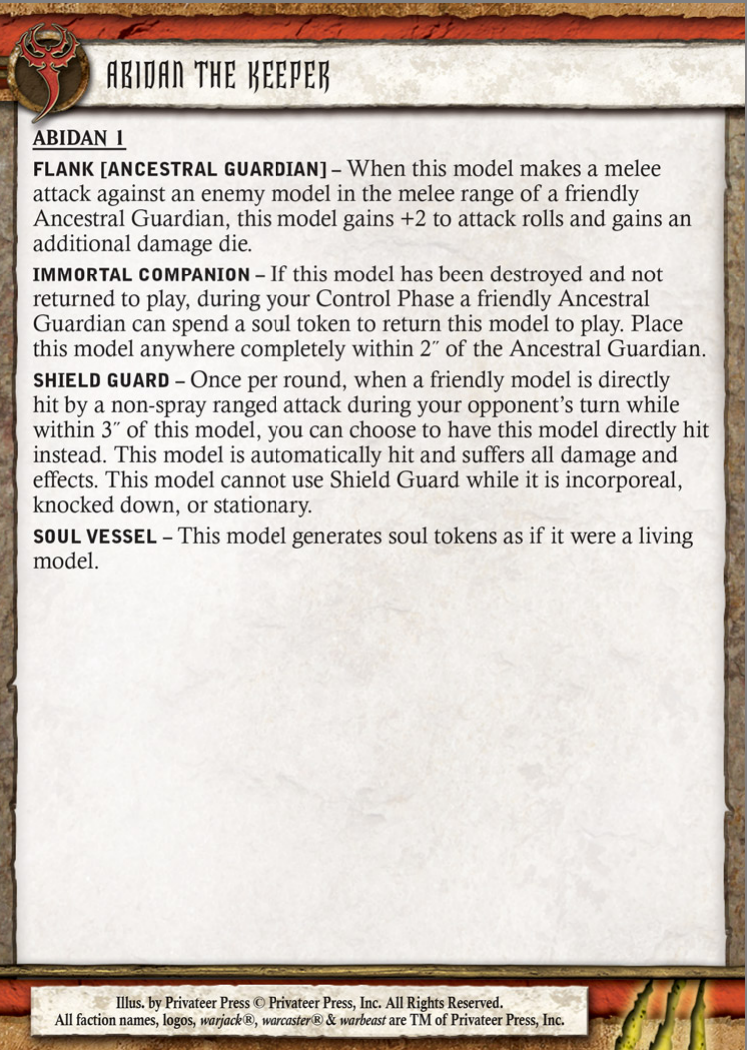 ABIDAN THE KEEPER
ABIDAN 1
FLANK [ANCESTRAL GUARDIAN] – When this model makes a melee
attack against an enemy model in the melee range of a friendly
Ancestral Guardian, this model gains +2 to attack rolls and gains an
additional damage die.
IMMORTAL COMPANION – If this model has been destroyed and not
returned to play, during your Control Phase a friendly Ancestral
Guardian can spend a soul token to return this model to play. Place
this model anywhere completely within 2˝ of the Ancestral Guardian.
SHIELD GUARD – Once per round, when a friendly model is directly
hit by a non-spray ranged attack during your opponent’s turn while
within 3˝ of this model, you can choose to have this model directly hit
instead. This model is automatically hit and suffers all damage and
effects. This model cannot use Shield Guard while it is incorporeal,
knocked down, or stationary.
SOUL VESSEL – This model generates soul tokens as if it were a living
model.
Illus. by Privateer Press © Privateer Press, Inc. All Rights Reserved.
All faction names, logos, warjack®, warcaster® & warbeast are TM of Privateer Press, Inc.